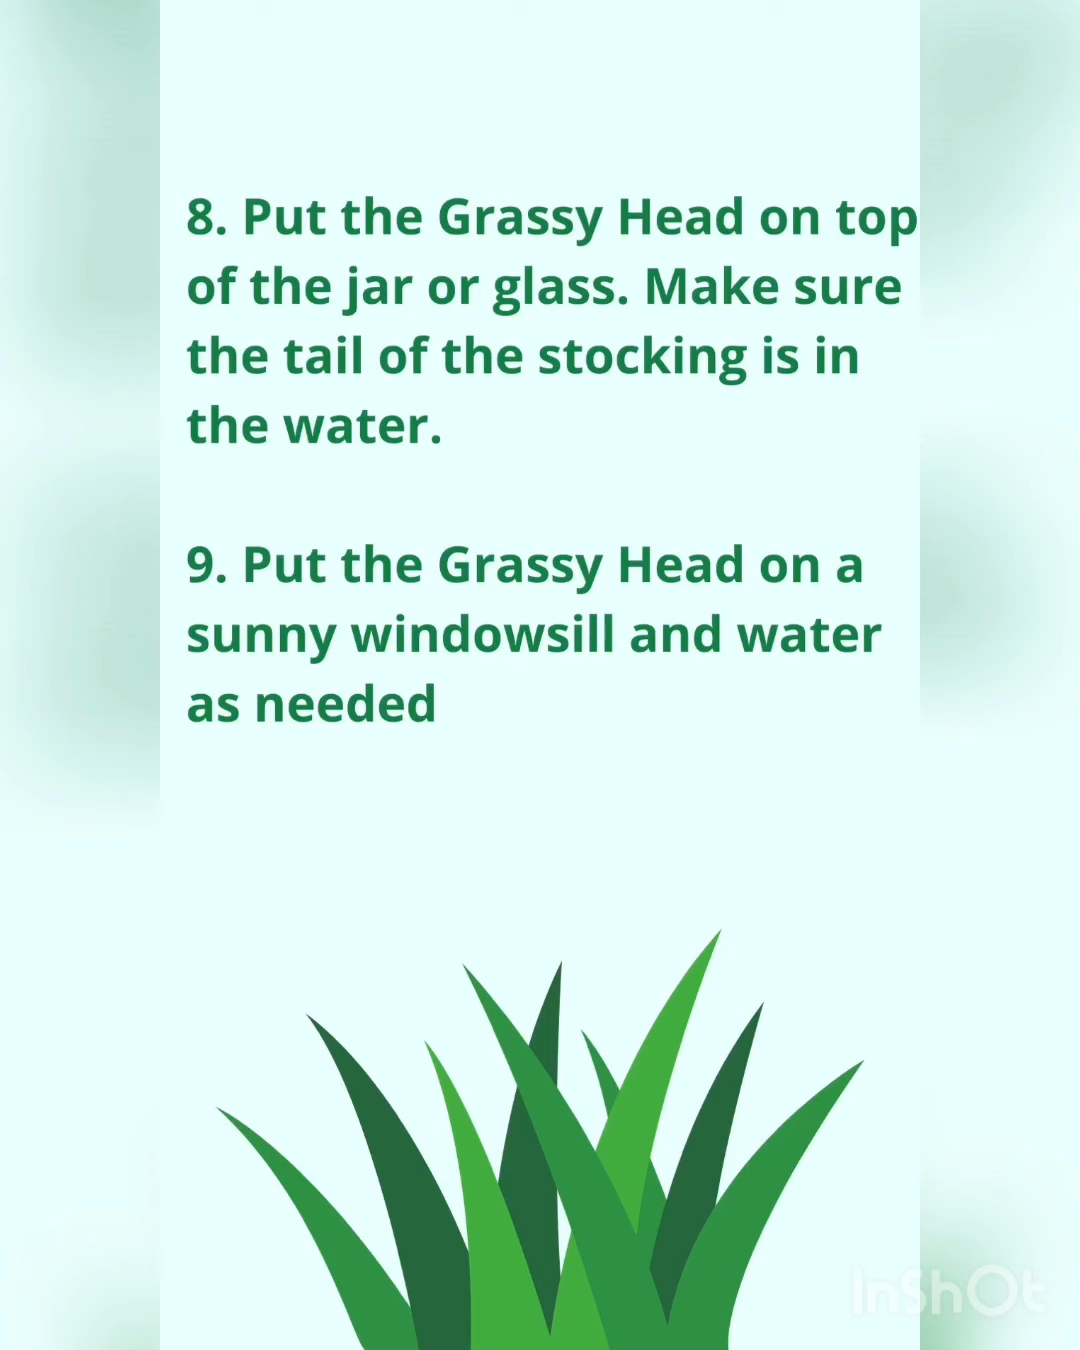 8. Put the Grassy Head on top
of the jar or glass. Make sure
the tail of the stocking is in
the water.
9. Put the Grassy Head on a
sunny windowsill and water
as needed
InShOt